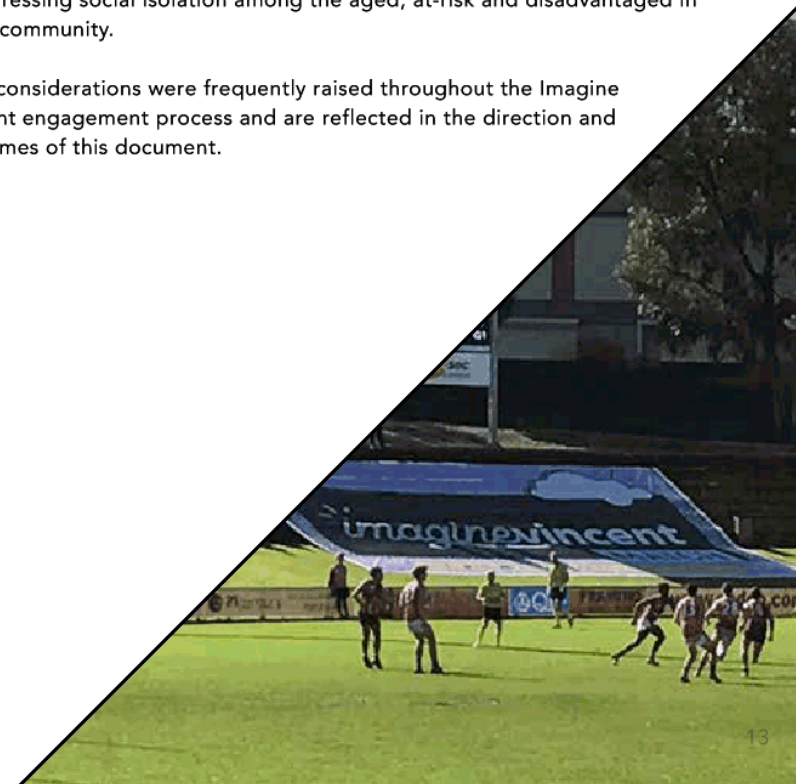 ressing social isolation among the aged, at-risk and disadvantaged in
community.
considerations were frequently raised throughout the Imagine
nt engagement process and are reflected in the direction and
mes of this document.
imaginevincent
13